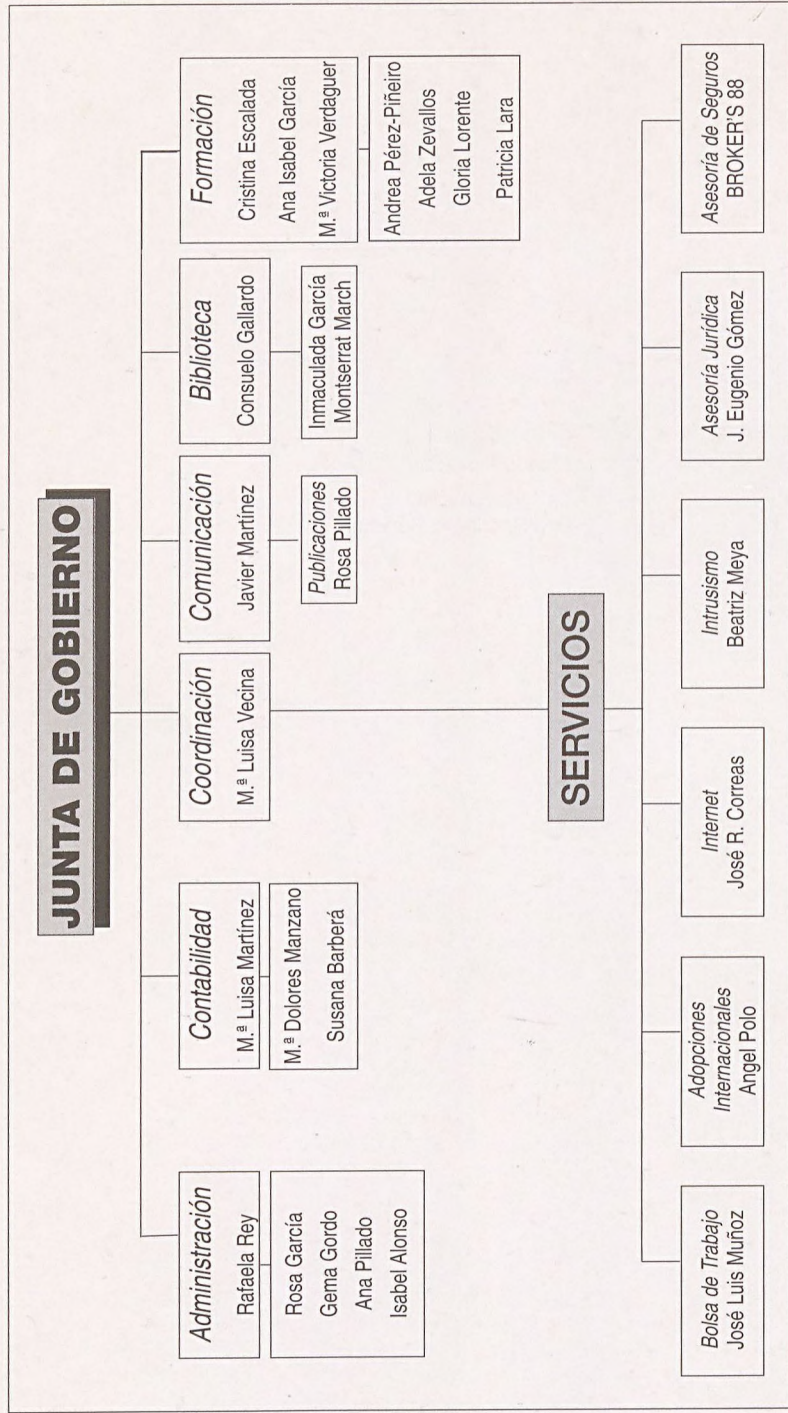 JUNTA DE GOBIERNO
Administración
Rafaela Rey
Rosa García
Gema Gordo
Ana Pillado
Isabel Alonso
Contabilidad
M.ª Luisa Martínez
M.ª Dolores Manzano
Susana Barberá
Coordinación
M.ª Luisa Vecina
Comunicación
Javier Martínez
Publicaciones
Rosa Pillado
Biblioteca
Consuelo Gallardo
Inmaculada García
Montserrat March
Formación
Cristina Escalada
Ana Isabel García
M.ª Victoria Verdaguer
Andrea Pérez-Piñeiro
Adela Zevallos
Gloria Lorente
Patricia Lara
SERVICIOS
Bolsa de Trabajo
José Luis Muñoz
Adopciones
Internacionales
Angel Polo
Internet
José R. Correas
Intrusismo
Beatriz Meya
Asesoría Jurídica
J. Eugenio Gómez
Asesoría de Seguros
BROKER'S 88